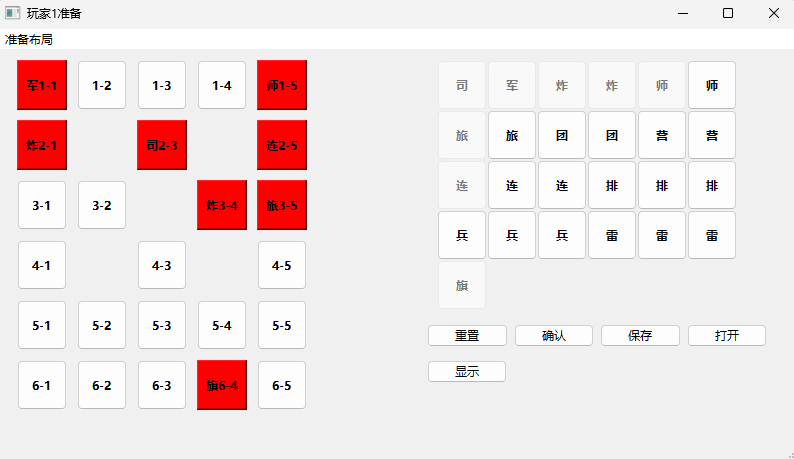 玩家1准备
准备布局
军1-1 1-2 1-3 1-4 师1-5
炸2-1 司2-3 连2-5
3-1 3-2 炸3-4 旅3-5
4-1 4-3 4-5
5-1 5-2 5-3 5-4 5-5
6-1 6-2 6-3 旗6-4 6-5
司 军 炸 炸 师 师
旅 旅 团 团 营 营
连 连 连 排 排 排
兵 兵 兵 雷 雷 雷
旗
重置 确认 保存 打开
显示